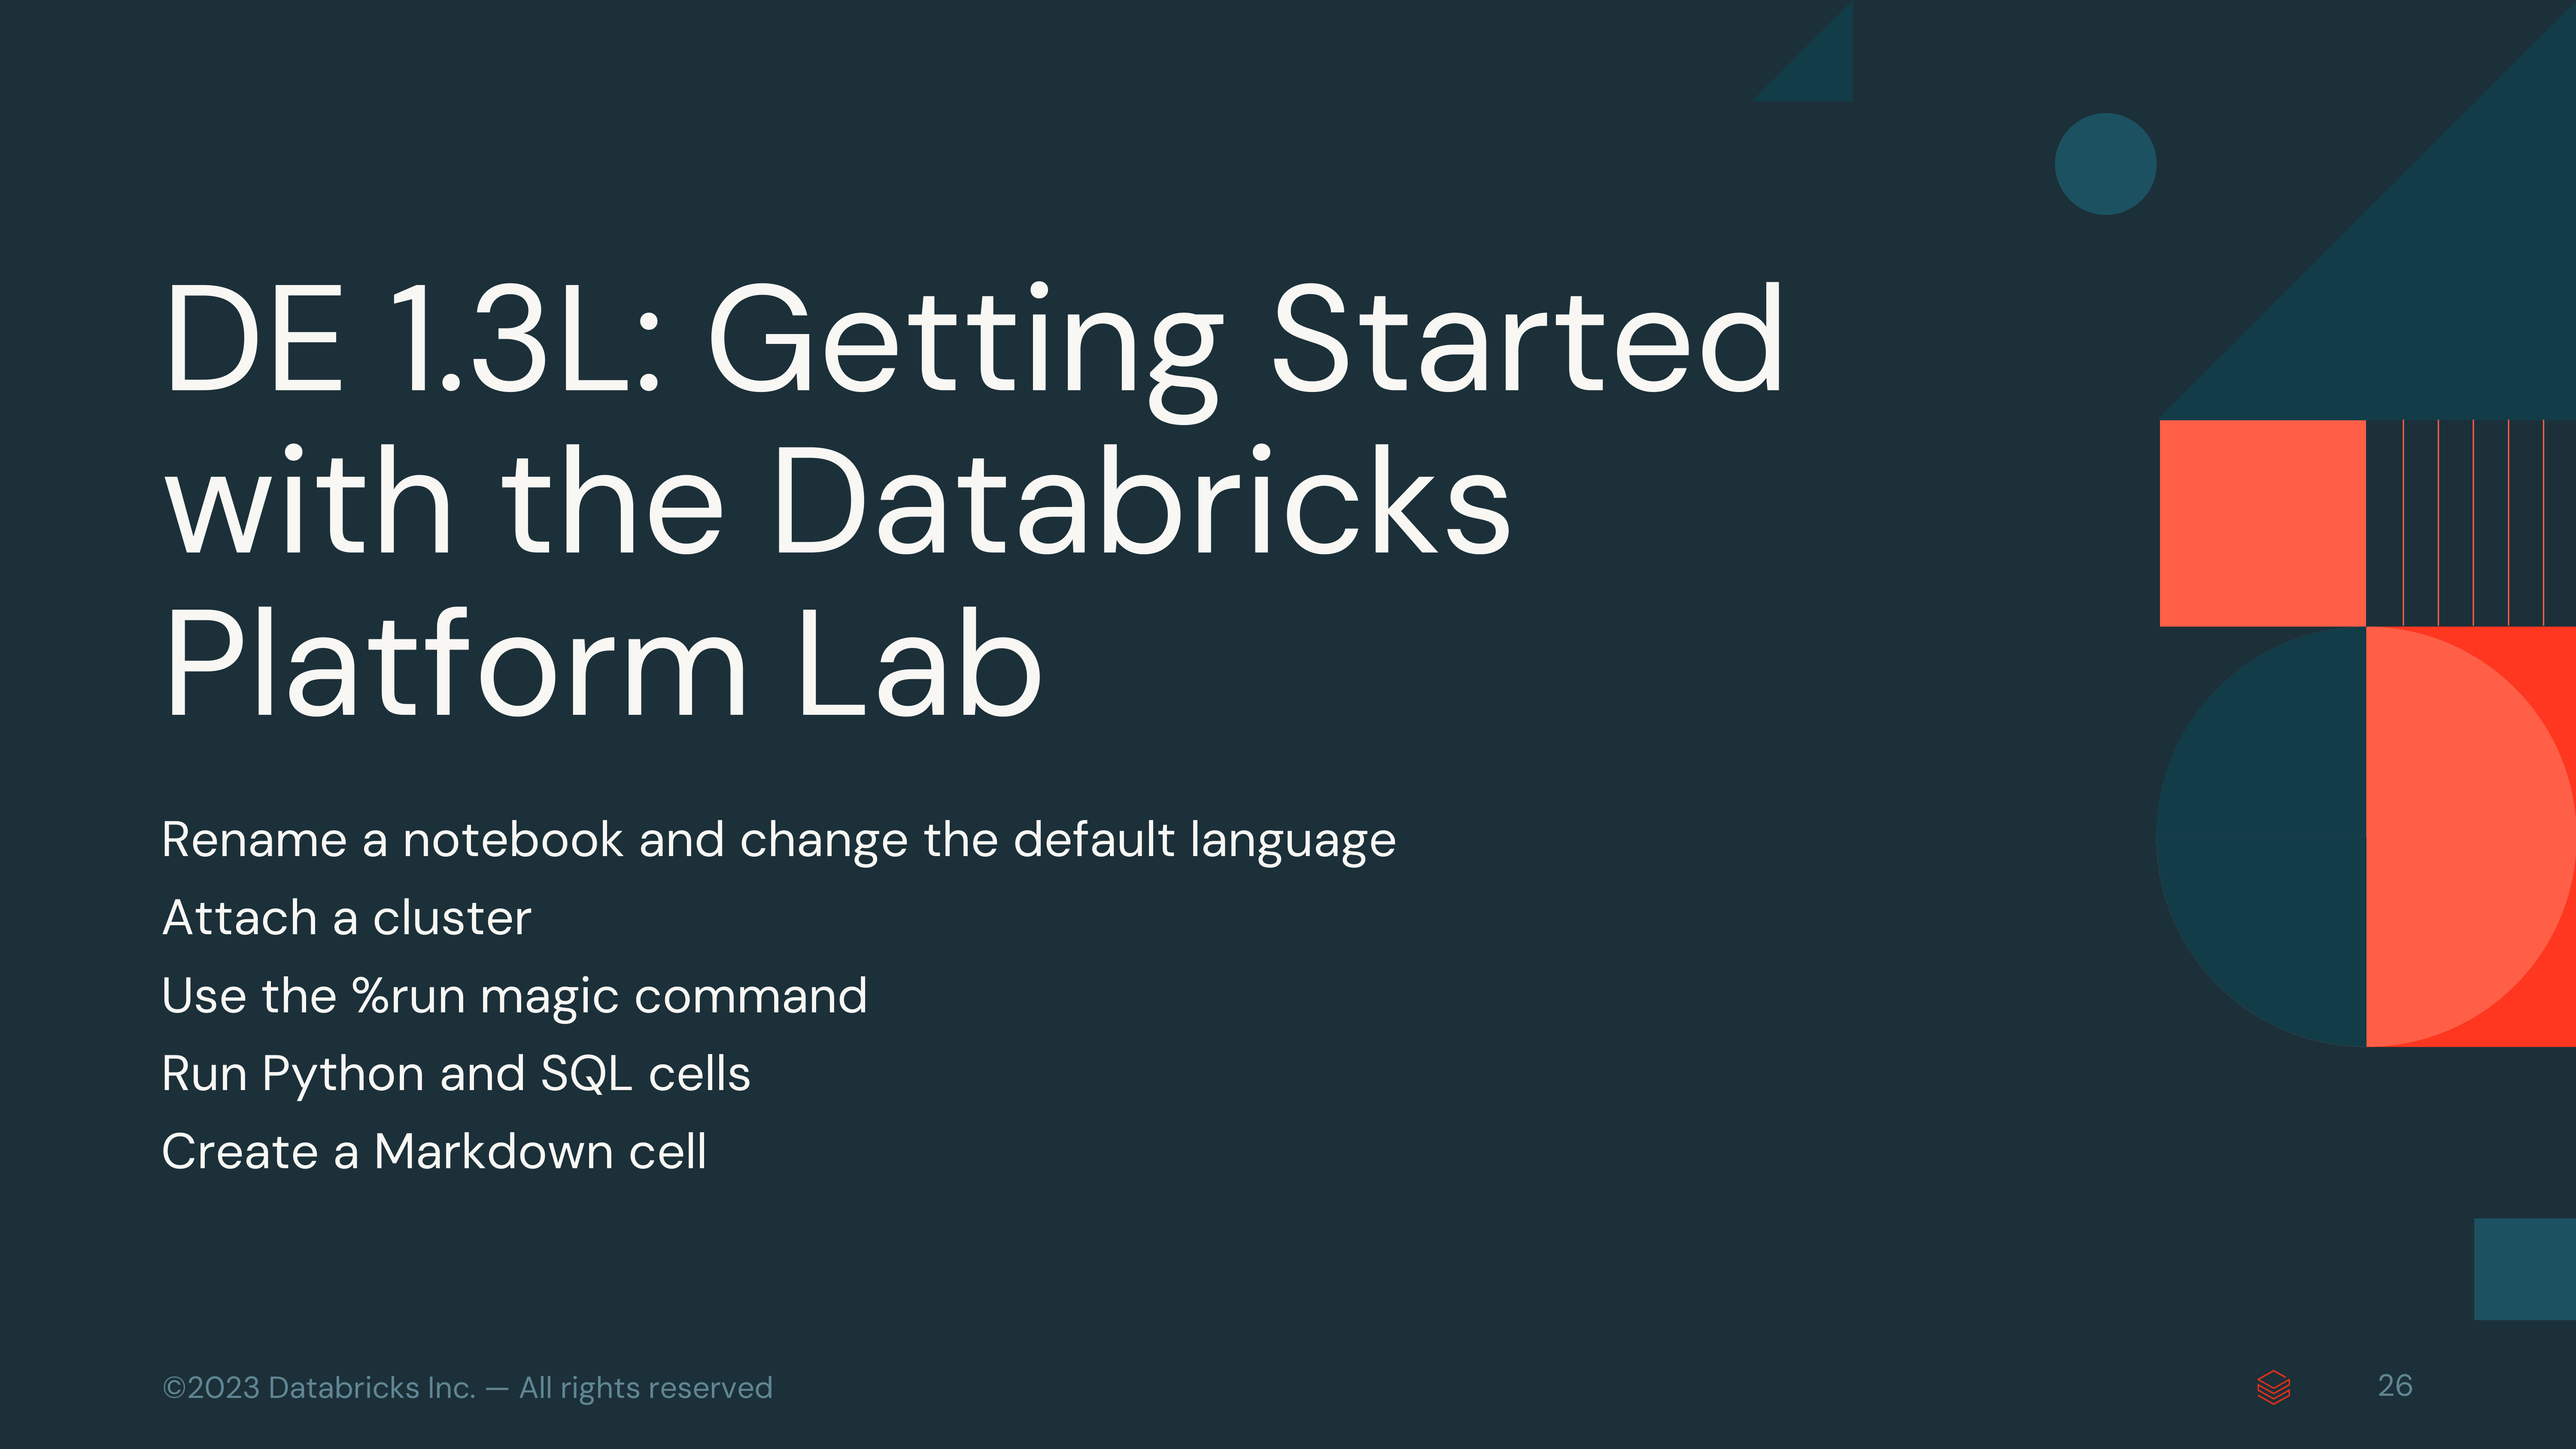 DE 1.3L: Getting Started
with the Databricks
Platform Lab
Rename a notebook and change the default language
Attach a cluster
Use the %run magic command
Run Python and SQL cells
Create a Markdown cell
©2023 Databricks Inc. — All rights reserved
26